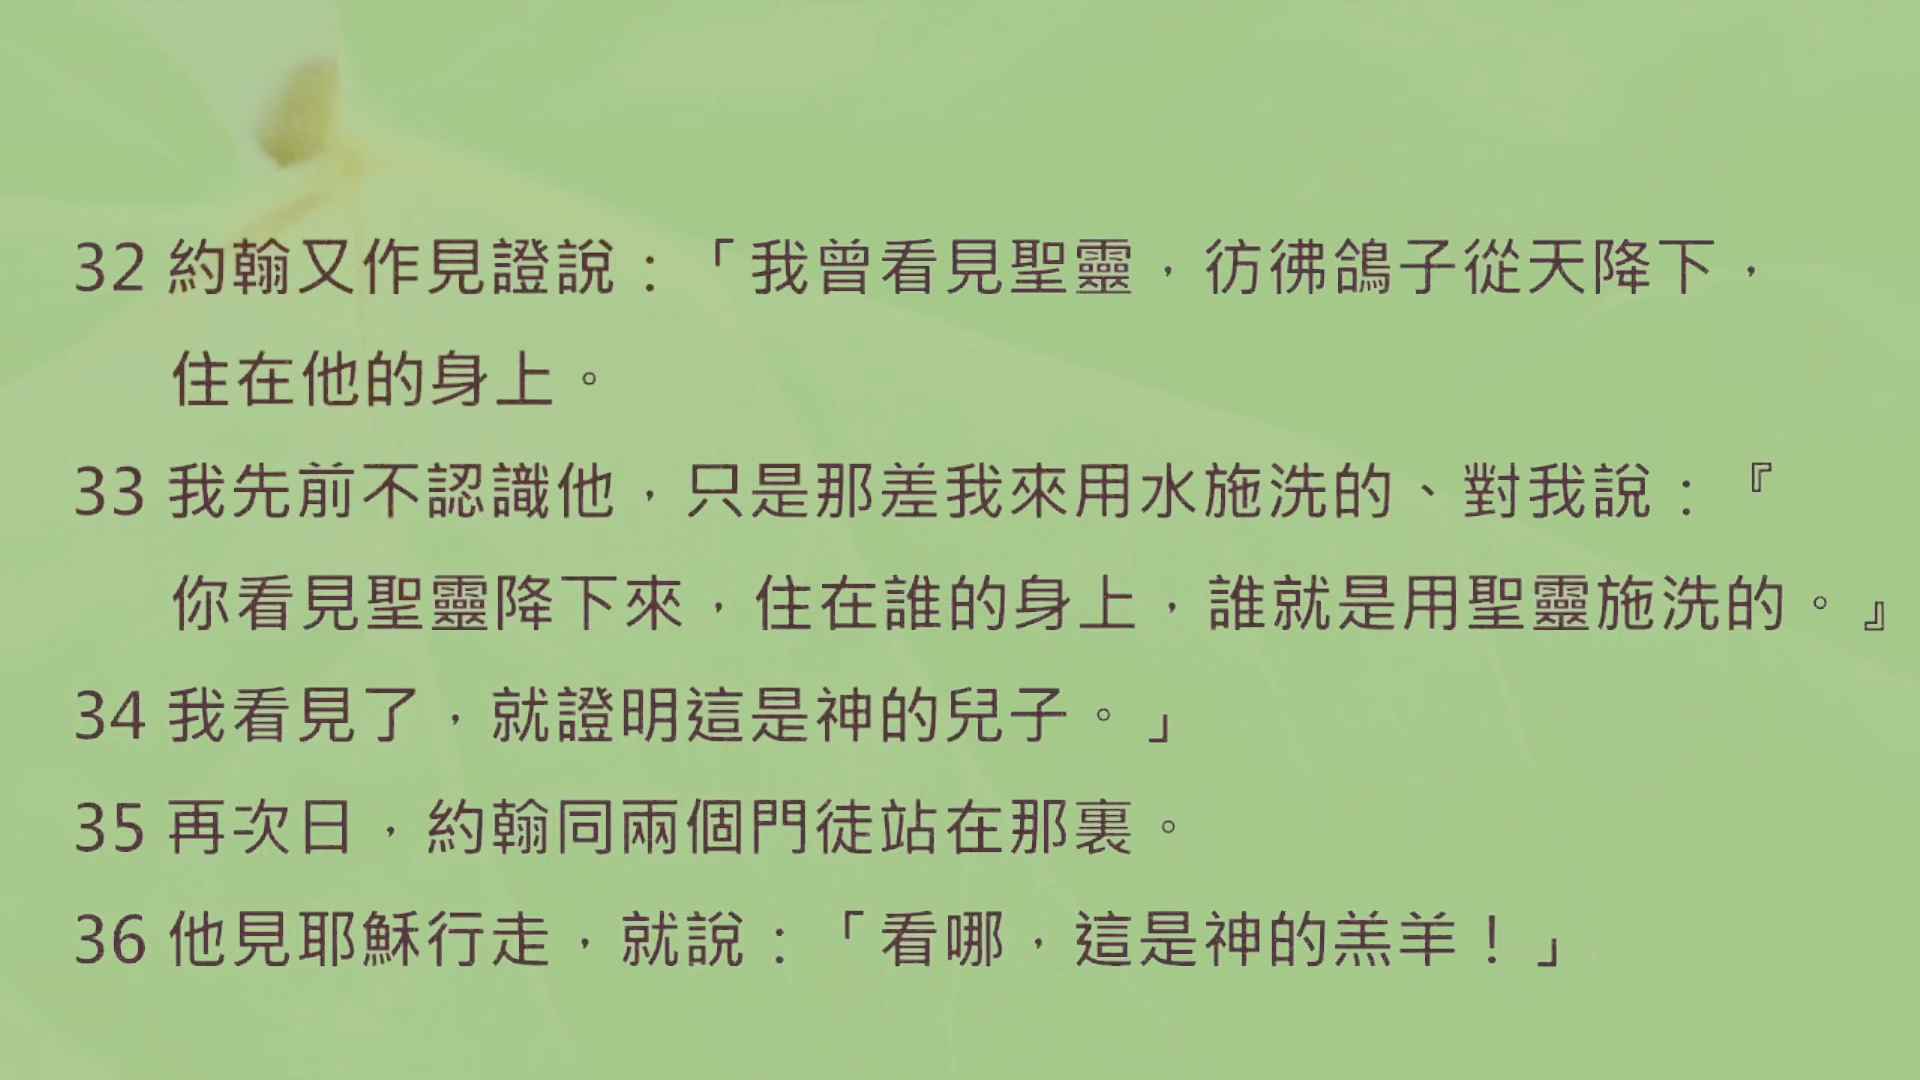 32 約翰又作見證說：「我曾看見聖靈，彷彿鴿子從天降下，
住在他的身上。
33 我先前不認識他，只是那差我來用水施洗的、對我說：『
你看見聖靈降下來，住在誰的身上，誰就是用聖靈施洗的。』
34 我看見了，就證明這是神的兒子。」
35 再次日，約翰同兩個門徒站在那裏。
36 他見耶穌行走，就說：「看哪，這是神的羔羊！」